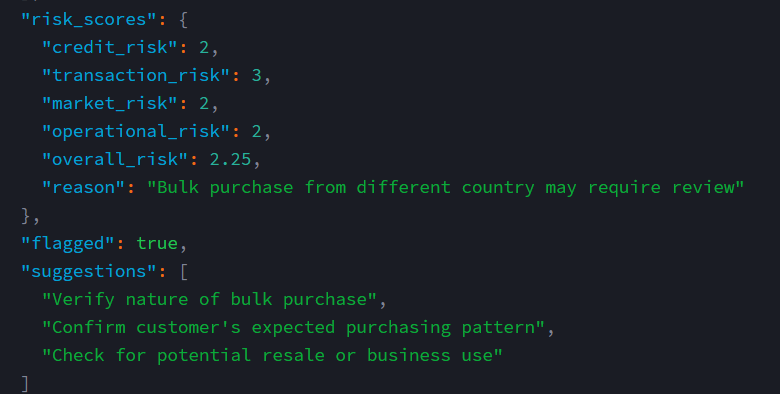 "risk_scores": {
"credit_risk": 2,
"transaction_risk": 3,
"market_risk": 2,
"operational_risk": 2,
"overall_risk": 2.25,
"reason": "Bulk purchase from different country may require review"
},
"flagged": true,
"suggestions": [
"Verify nature of bulk purchase",
"Confirm customer's expected purchasing pattern",
"Check for potential resale or business use"
]